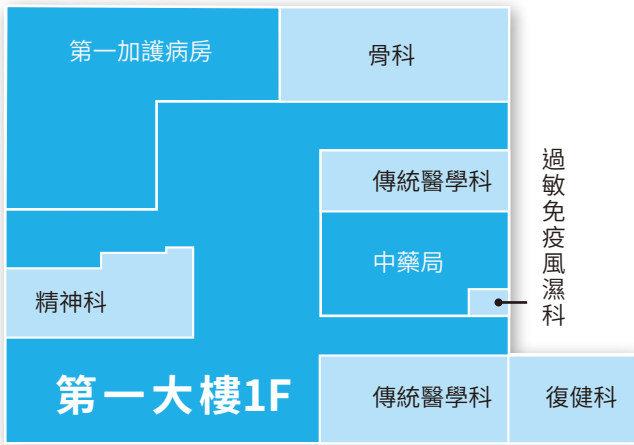 第一加護病房
骨科
傳統醫學科
過敏免疫風濕科
中藥局
精神科
第一大樓1F
傳統醫學科
復健科